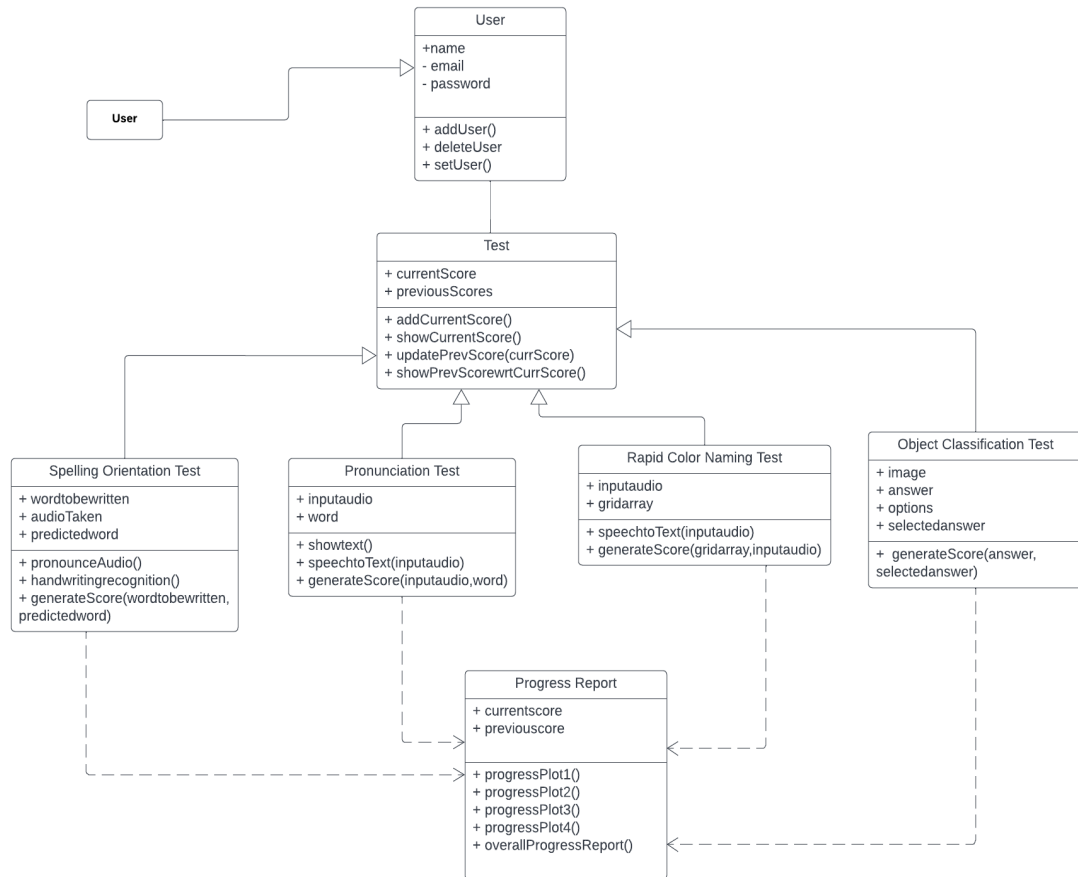 User
+name
- email
- password
+ addUser()
+ deleteUser
+ setUser()
User
Test
+ currentScore
+ previousScores
+ addCurrentScore()
+ showCurrentScore()
+ updatePrevScore(currScore)
+ showPrevScorewrtCurrScore()
Spelling Orientation Test
+ wordtobewritten
+ audioTaken
+ predictedword
+ pronounceAudio()
+ handwritingrecognition()
+ generateScore(wordtobewritten,
predictedword)
Pronunciation Test
+ inputaudio
+ word
+ showtext()
+ speechtoText(inputaudio)
+ generateScore(inputaudio,word)
Rapid Color Naming Test
+ inputaudio
+ gridarray
+ speechtoText(inputaudio)
+ generateScore(gridarray,inputaudio)
Object Classification Test
+ image
+ answer
+ options
+ selectedanswer
+ generateScore(answer,
selectedanswer)
Progress Report
+ currentscore
+ previouscore
+ progressPlot1()
+ progressPlot2()
+ progressPlot3()
+ progressPlot4()
+ overallProgressReport()